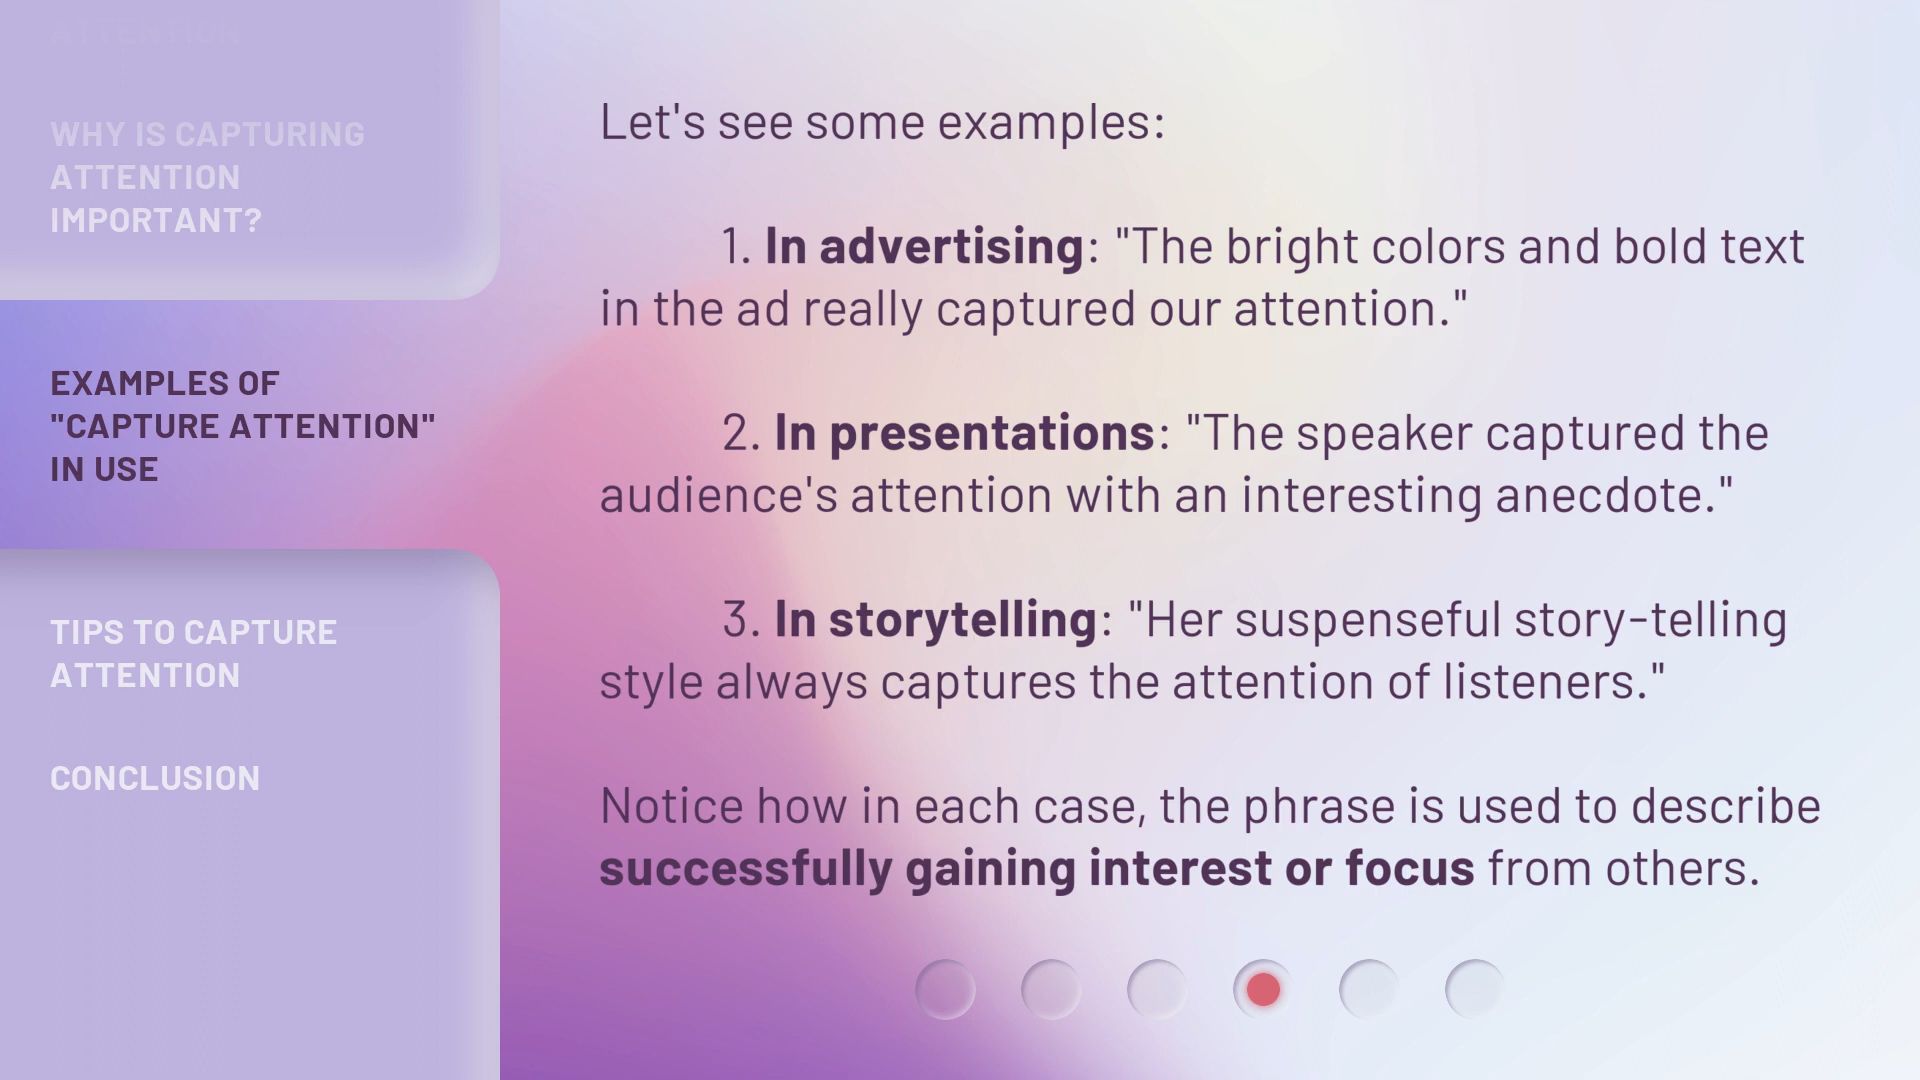 ATTENTION
WHY IS CAPTURING
ATTENTION
IMPORTANT?
EXAMPLES OF
"CAPTURE ATTENTION"
IN USE
TIPS TO CAPTURE
ATTENTION
CONCLUSION
Let's see some examples:
1. In advertising: "The bright colors and bold text
in the ad really captured our attention."
2. In presentations: "The speaker captured the
audience's attention with an interesting anecdote."
3. In storytelling: "Her suspenseful story-telling
style always captures the attention of listeners."
Notice how in each case, the phrase is used to describe
successfully gaining interest or focus from others.